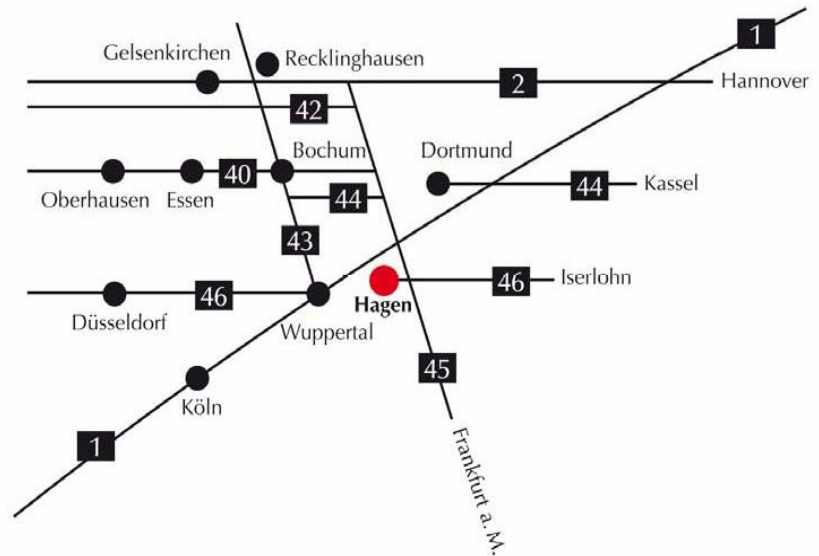 1
Gelsenkirchen
Recklinghausen
2
Hannover
42
Bochum
Dortmund
40
44
Kassel
Oberhausen
Essen
44
43
46
Hagen
46
Iserlohn
Düsseldorf
Wuppertal
45
Köln
1
Frankfurt a. M.